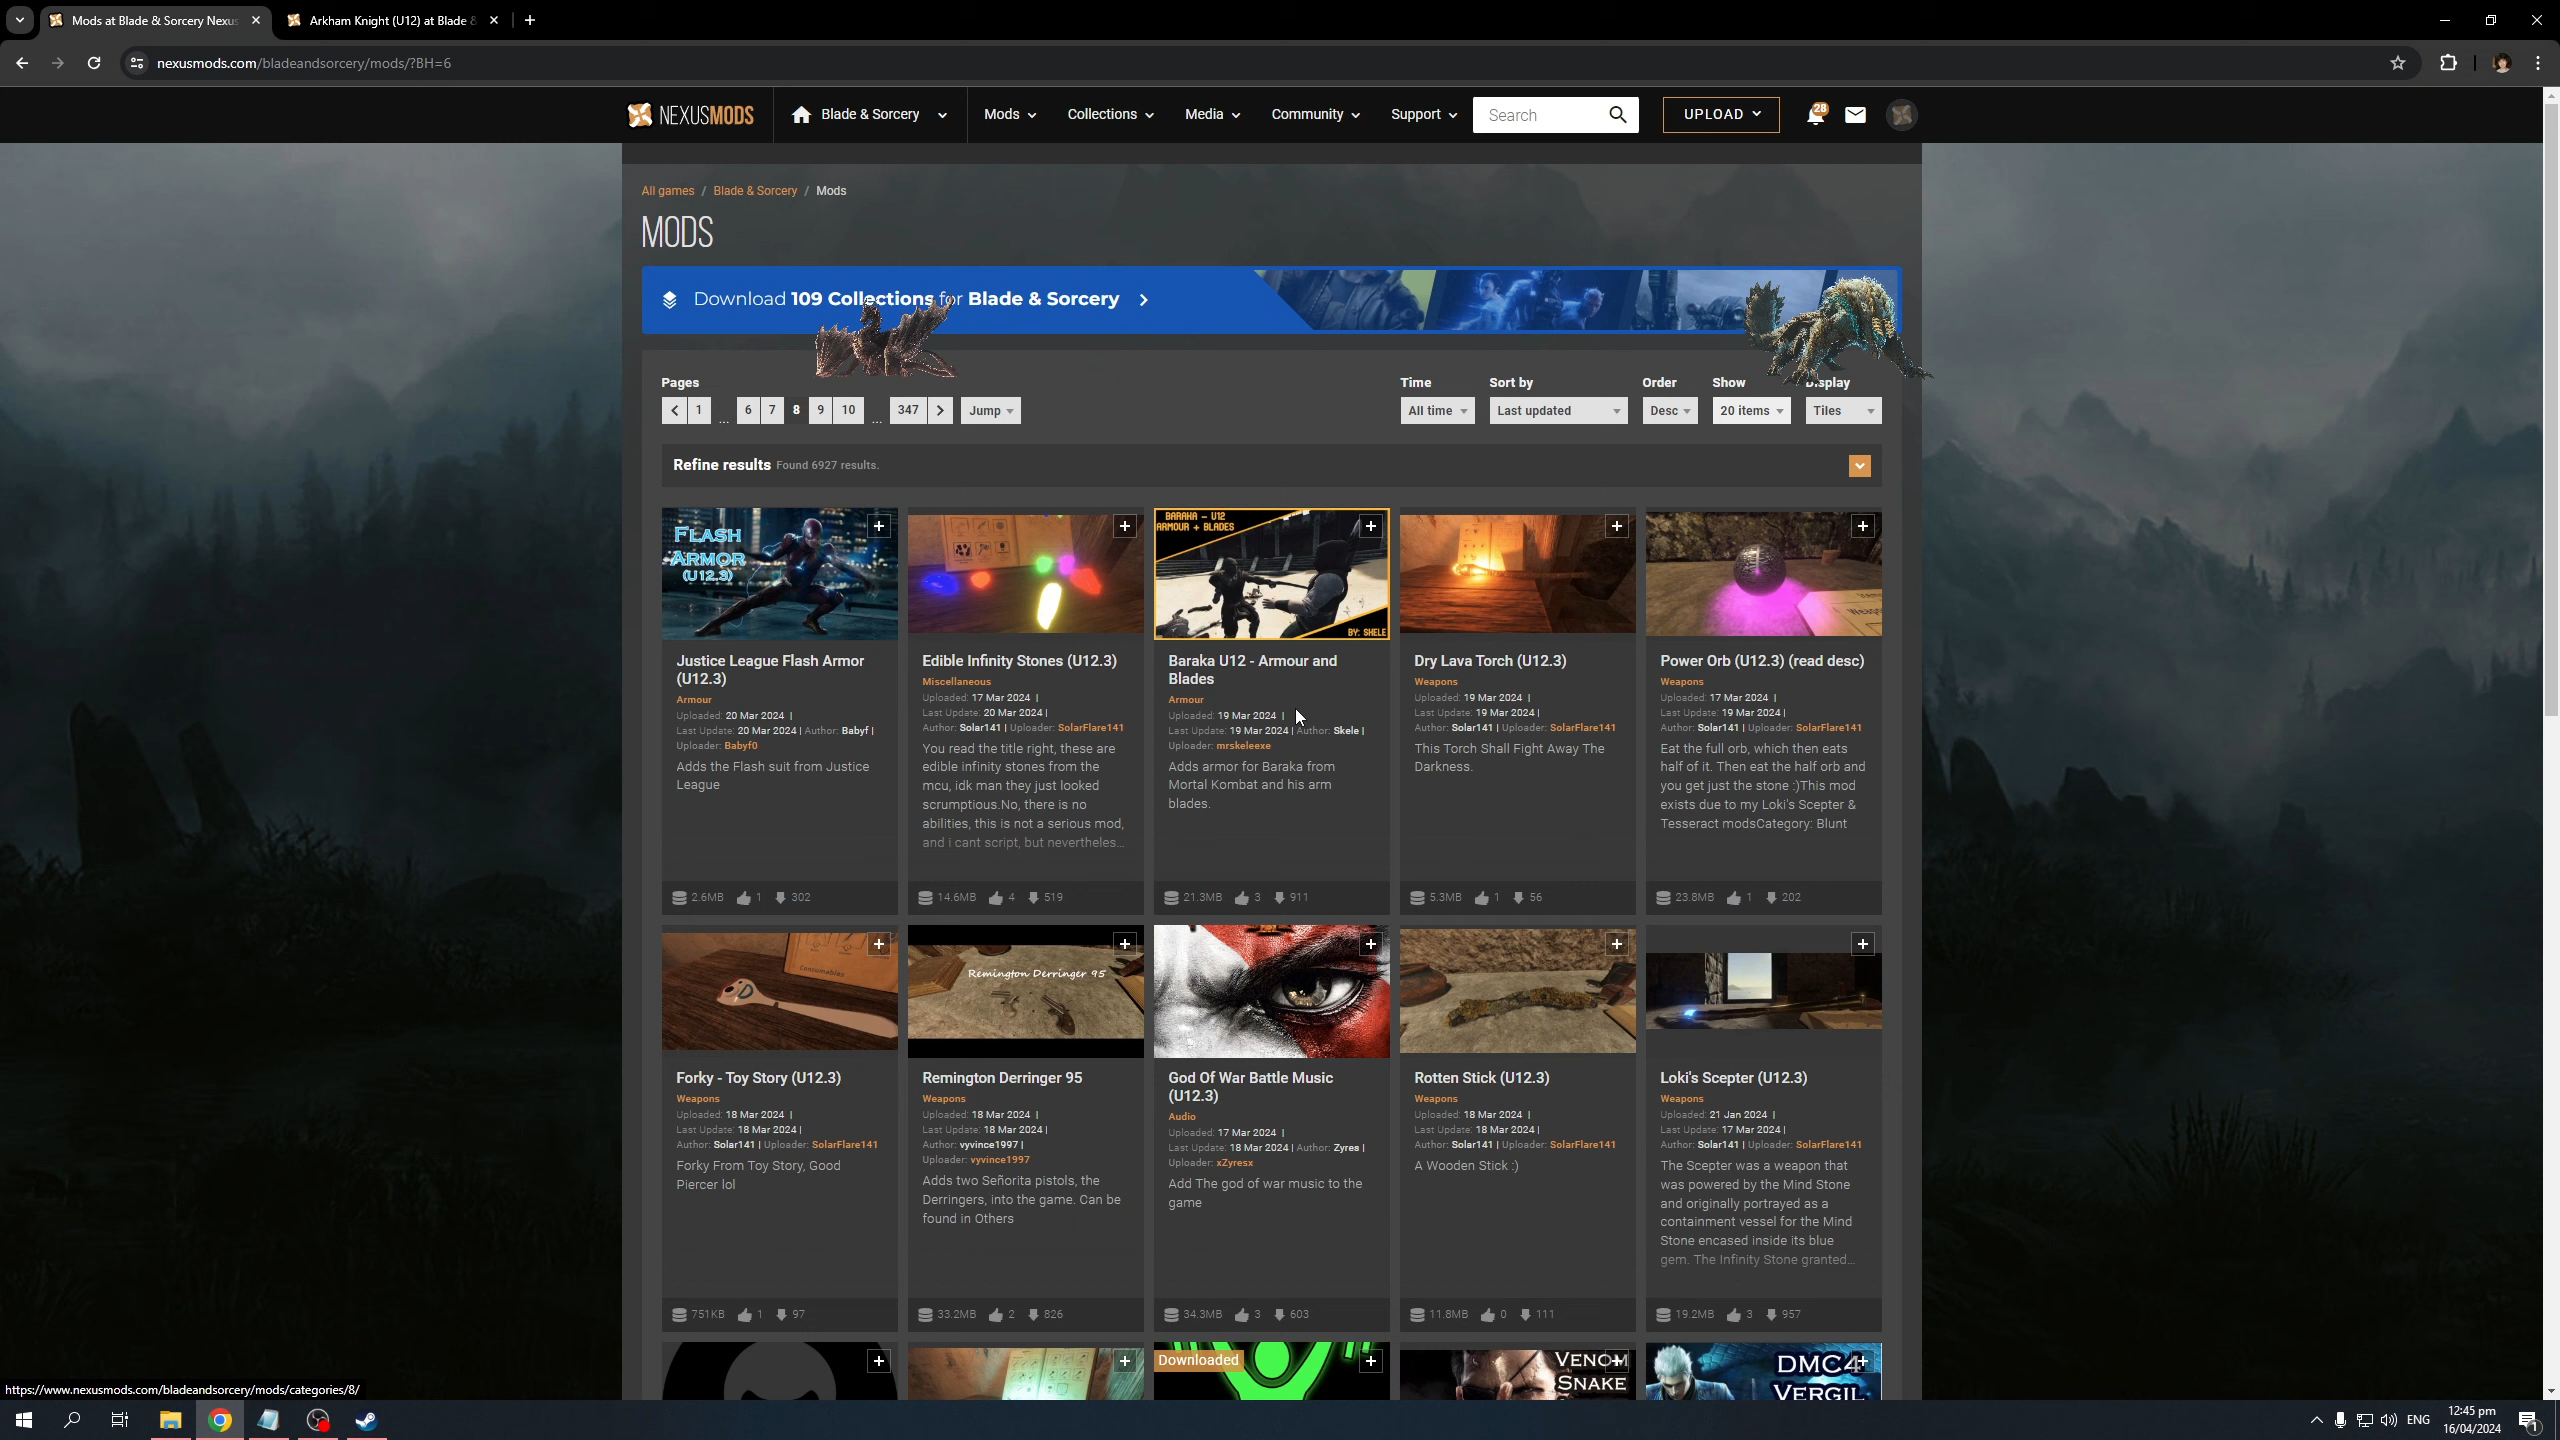 Mods at Blade & Sorcery Nexus
Arkham Knight (U12) at Blade &
nexusmods.com/bladeandsorcery/mods/?BH=6
NEXUSMODS
Blade & Sorcery
Mods
Collections
Media
Community
Support
Search
UPLOAD
28
All games / Blade & Sorcery / Mods
MODS
Download 109 Collections for Blade & Sorcery
Pages
Time
Sort by
Order
Show
Display
1 ... 6 7 8 9 10 ... 347
Jump
All time
Last updated
Desc
20 items
Tiles
Refine results Found 6927 results.
FLASH
ARMOR
(U12.3)
Justice League Flash Armor
(U12.3)
Armour
Uploaded: 20 Mar 2024 |
Last Update: 20 Mar 2024 | Author: Babyf |
Uploader: Babyf0
Adds the Flash suit from Justice
League
2.6MB 1 302
Edible Infinity Stones (U12.3)
Miscellaneous
Uploaded: 17 Mar 2024 |
Last Update: 20 Mar 2024 |
Author: Solar141 | Uploader: SolarFlare141
You read the title right, these are
edible infinity stones from the
mcu, idk man they just looked
scrumptious.No, there is no
abilities, this is not a serious mod,
and i cant script, but nevertheles...
14.6MB 4 519
BARAKA - U12
ARMOUR + BLADES
BY: SKELE
Baraka U12 - Armour and
Blades
Armour
Uploaded: 19 Mar 2024 |
Last Update: 19 Mar 2024 | Author: Skele |
Uploader: mrskeleexe
Adds armor for Baraka from
Mortal Kombat and his arm
blades.
21.3MB 3 911
Dry Lava Torch (U12.3)
Weapons
Uploaded: 19 Mar 2024 |
Last Update: 19 Mar 2024 |
Author: Solar141 | Uploader: SolarFlare141
This Torch Shall Fight Away The
Darkness.
5.3MB 1 56
Power Orb (U12.3) (read desc)
Weapons
Uploaded: 17 Mar 2024 |
Last Update: 19 Mar 2024 |
Author: Solar141 | Uploader: SolarFlare141
Eat the full orb, which then eats
half of it. Then eat the half orb and
you get just the stone :)This mod
exists due to my Loki's Scepter &
Tesseract modsCategory: Blunt
23.8MB 1 202
Consumables
Forky - Toy Story (U12.3)
Weapons
Uploaded: 18 Mar 2024 |
Last Update: 18 Mar 2024 |
Author: Solar141 | Uploader: SolarFlare141
Forky From Toy Story, Good
Piercer lol
751KB 1 97
Remington Derringer 95
Remington Derringer 95
Weapons
Uploaded: 18 Mar 2024 |
Last Update: 18 Mar 2024 |
Author: vyvince1997 |
Uploader: vyvince1997
Adds two Señorita pistols, the
Derringers, into the game. Can be
found in Others
33.2MB 2 826
God Of War Battle Music
(U12.3)
Audio
Uploaded: 17 Mar 2024 |
Last Update: 18 Mar 2024 | Author: Zyres |
Uploader: xZyresx
Add The god of war music to the
game
34.3MB 3 603
Rotten Stick (U12.3)
Weapons
Uploaded: 18 Mar 2024 |
Last Update: 18 Mar 2024 |
Author: Solar141 | Uploader: SolarFlare141
A Wooden Stick :)
11.8MB 0 111
Loki's Scepter (U12.3)
Weapons
Uploaded: 21 Jan 2024 |
Last Update: 17 Mar 2024 |
Author: Solar141 | Uploader: SolarFlare141
The Scepter was a weapon that
was powered by the Mind Stone
and originally portrayed as a
containment vessel for the Mind
Stone encased inside its blue
gem. The Infinity Stone granted...
19.2MB 3 957
Downloaded
VENOM
SNAKE
DMC4
VERGIL
https://www.nexusmods.com/bladeandsorcery/mods/categories/8/
ENG
12:45 pm
16/04/2024
1